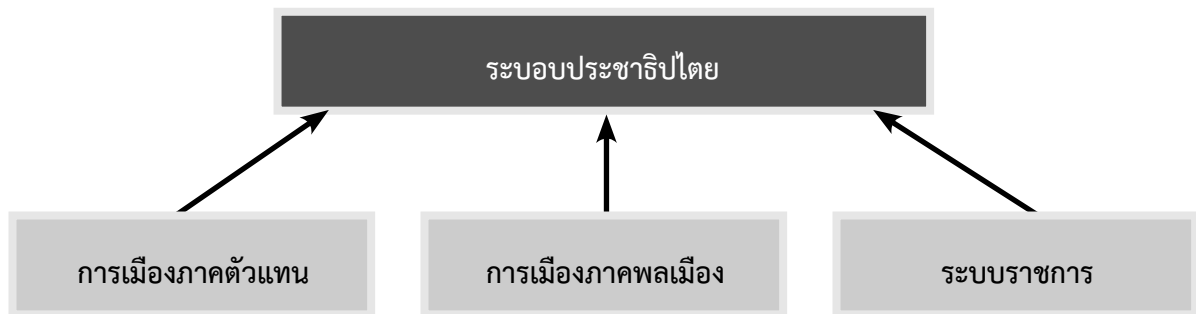 ระบอบประชาธิปไตย
การเมืองภาคตัวแทน
การเมืองภาคพลเมือง
ระบบราชการ